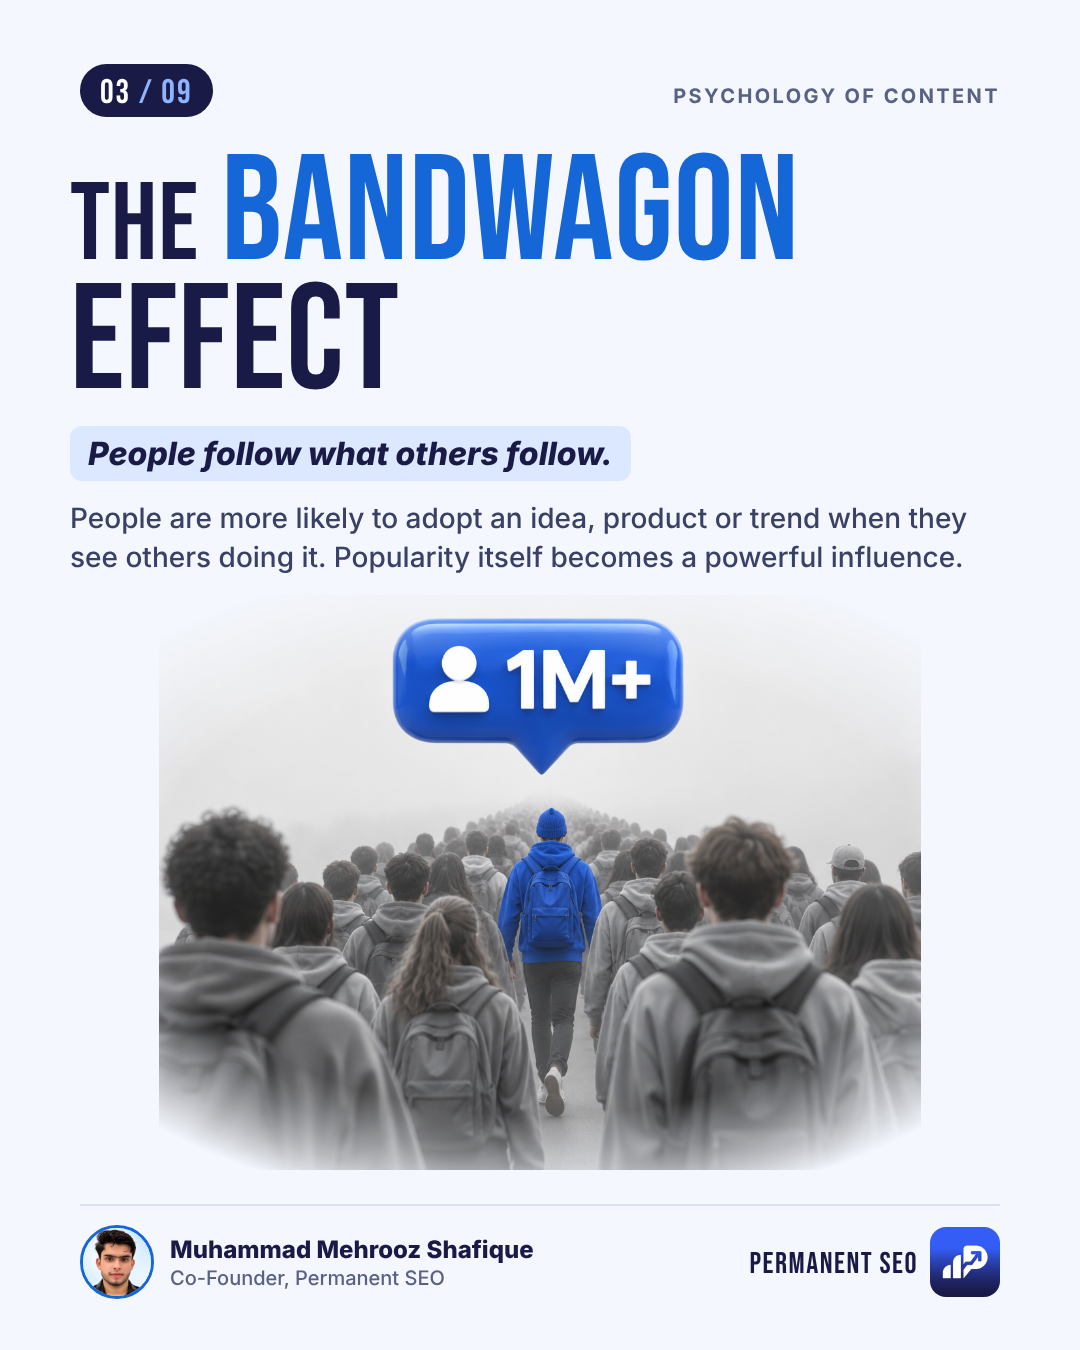 03 / 09
PSYCHOLOGY OF CONTENT
THE BANDWAGON
EFFECT
People follow what others follow.
People are more likely to adopt an idea, product or trend when they
see others doing it. Popularity itself becomes a powerful influence.
1M+
Muhammad Mehrooz Shafique
Co-Founder, Permanent SEO
PERMANENT SEO